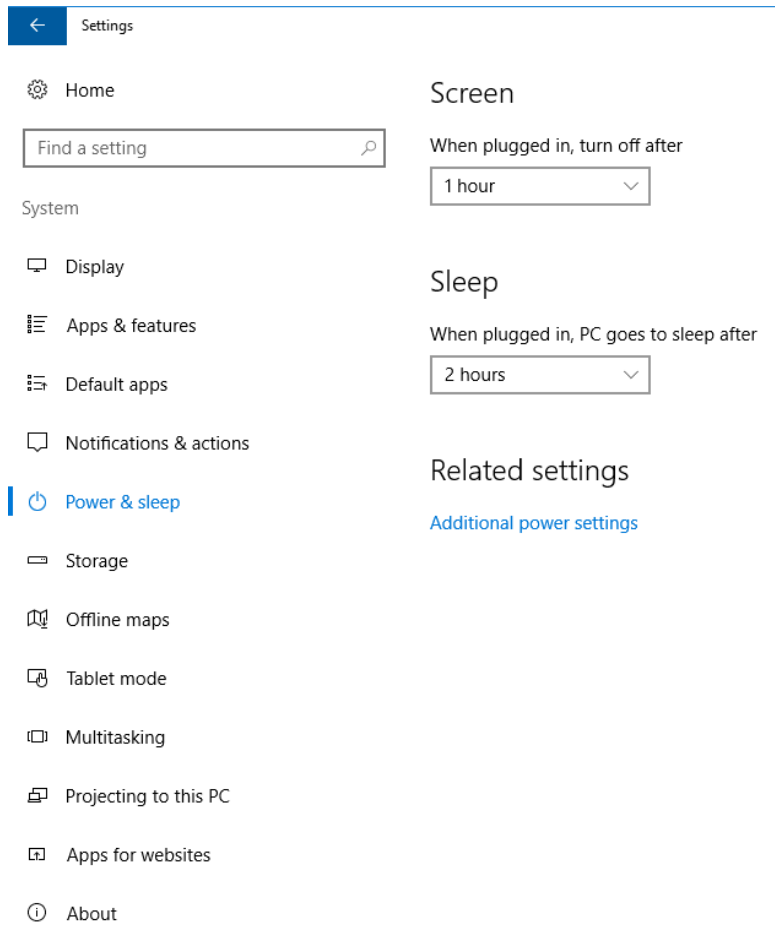 Settings
Home
Find a setting
System
Display
Apps & features
Default apps
Notifications & actions
Power & sleep
Storage
Offline maps
Tablet mode
Multitasking
Projecting to this PC
Apps for websites
About
Screen
When plugged in, turn off after
1 hour
Sleep
When plugged in, PC goes to sleep after
2 hours
Related settings
Additional power settings